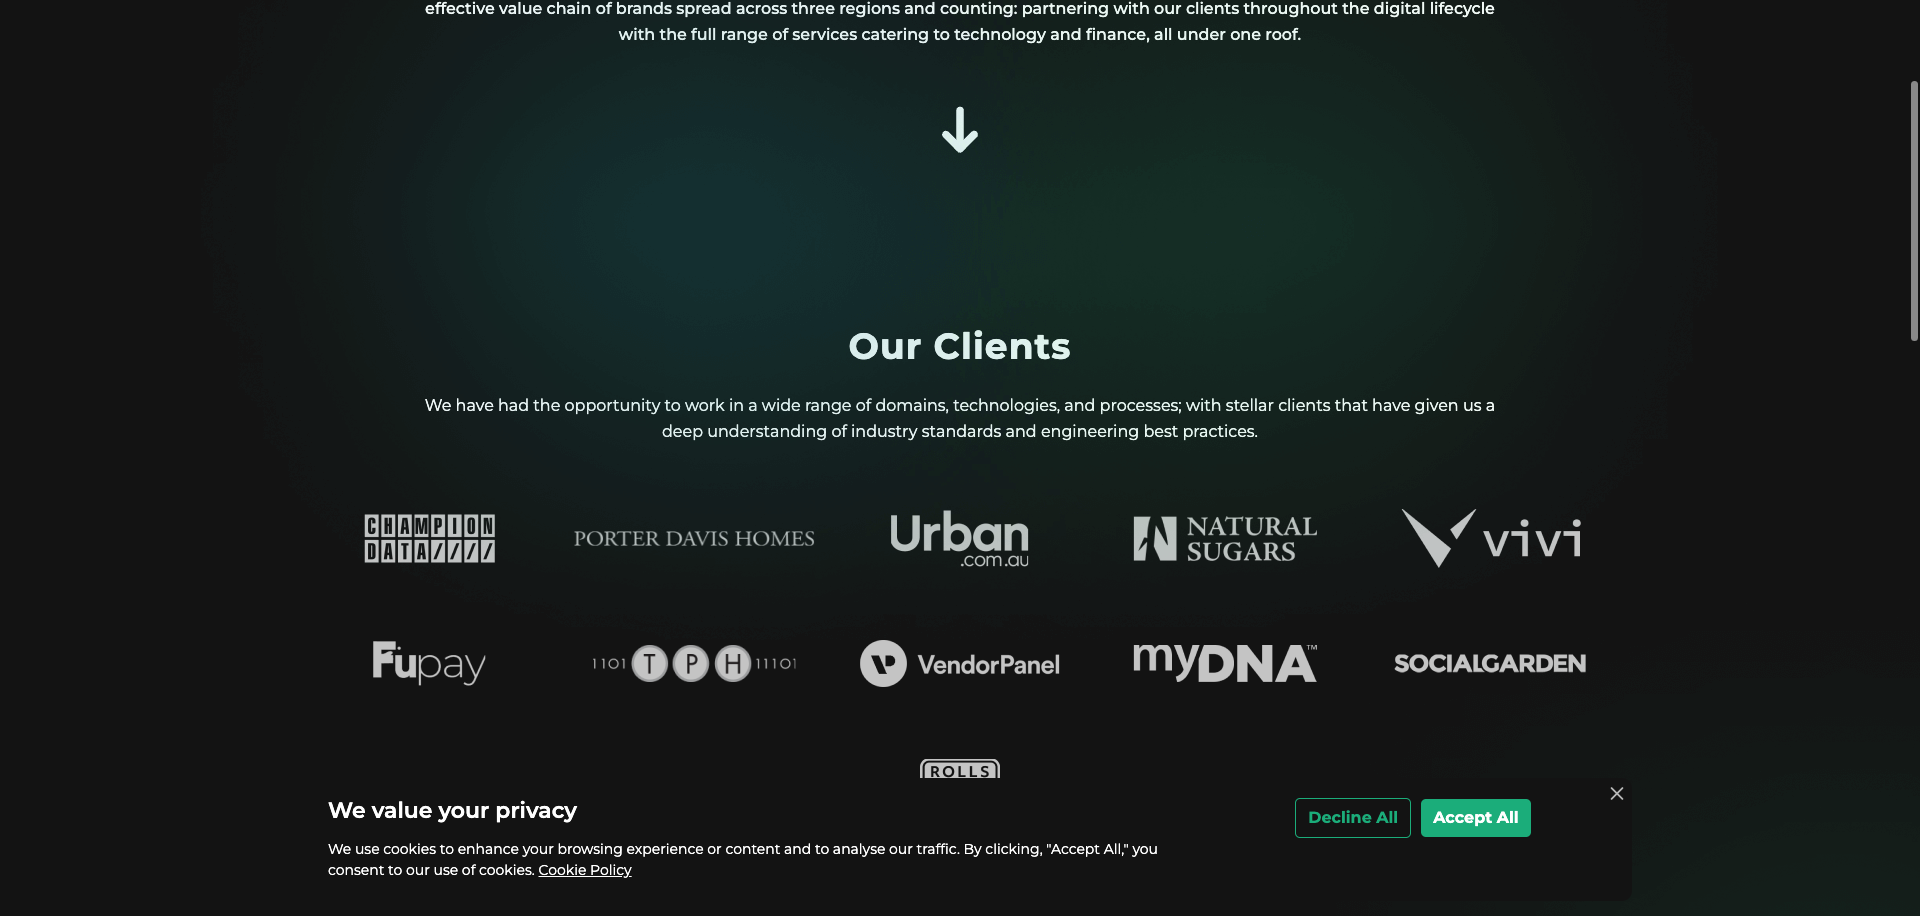 effective value chain of brands spread across three regions and counting: partnering with our clients throughout the digital lifecycle
with the full range of services catering to technology and finance, all under one roof.
Our Clients
We have had the opportunity to work in a wide range of domains, technologies, and processes; with stellar clients that have given us a
deep understanding of industry standards and engineering best practices.
CHAMPION
DATA////
PORTER DAVIS HOMES
Urban
.com.au
NATURAL
SUGARS
vivi
Fupay
1101 T P H 11101
VendorPanel
myDNA™
SOCIALGARDEN
ROLLS
We value your privacy
Decline All
Accept All
We use cookies to enhance your browsing experience or content and to analyse our traffic. By clicking, "Accept All," you
consent to our use of cookies. Cookie Policy